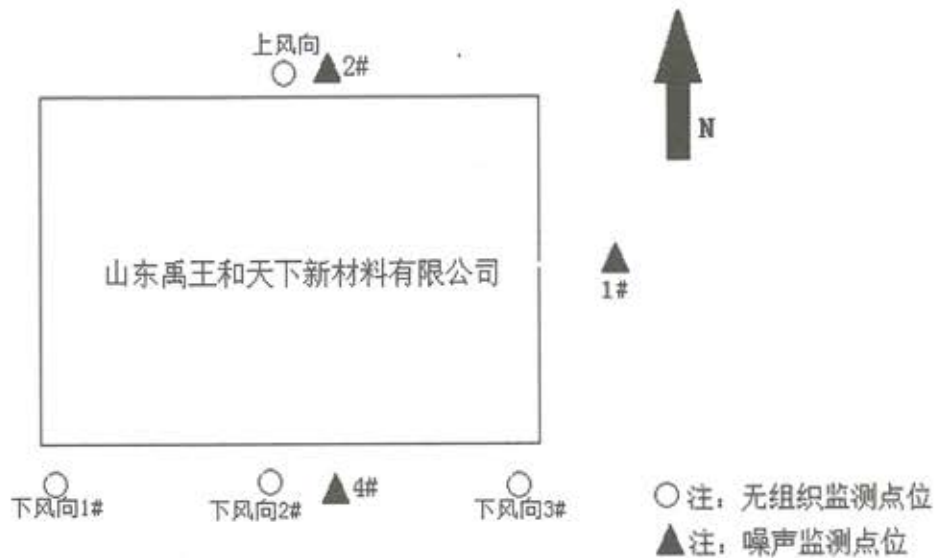 上风向
2#
N
山东禹王和天下新材料有限公司
1#
下风向1#
下风向2#
4#
下风向3#
注：无组织监测点位
注：噪声监测点位